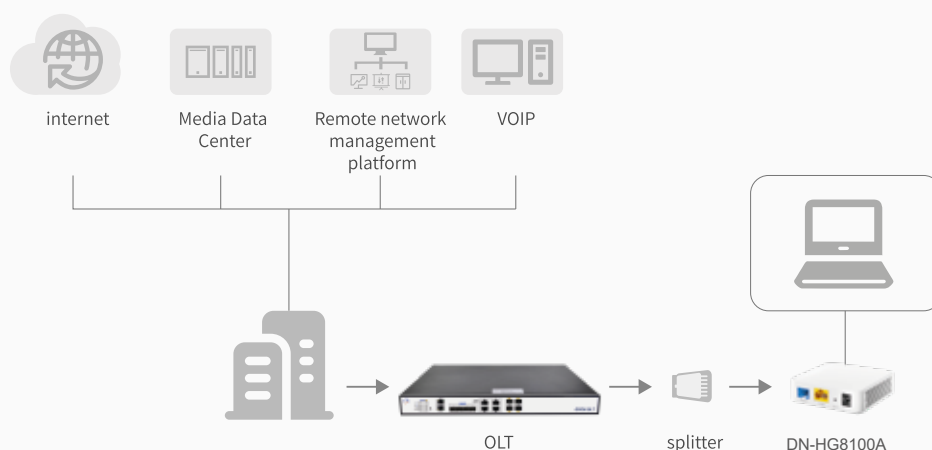 internet
Media Data
Center
Remote network
management
platform
VOIP
OLT
splitter
DN-HG8100A